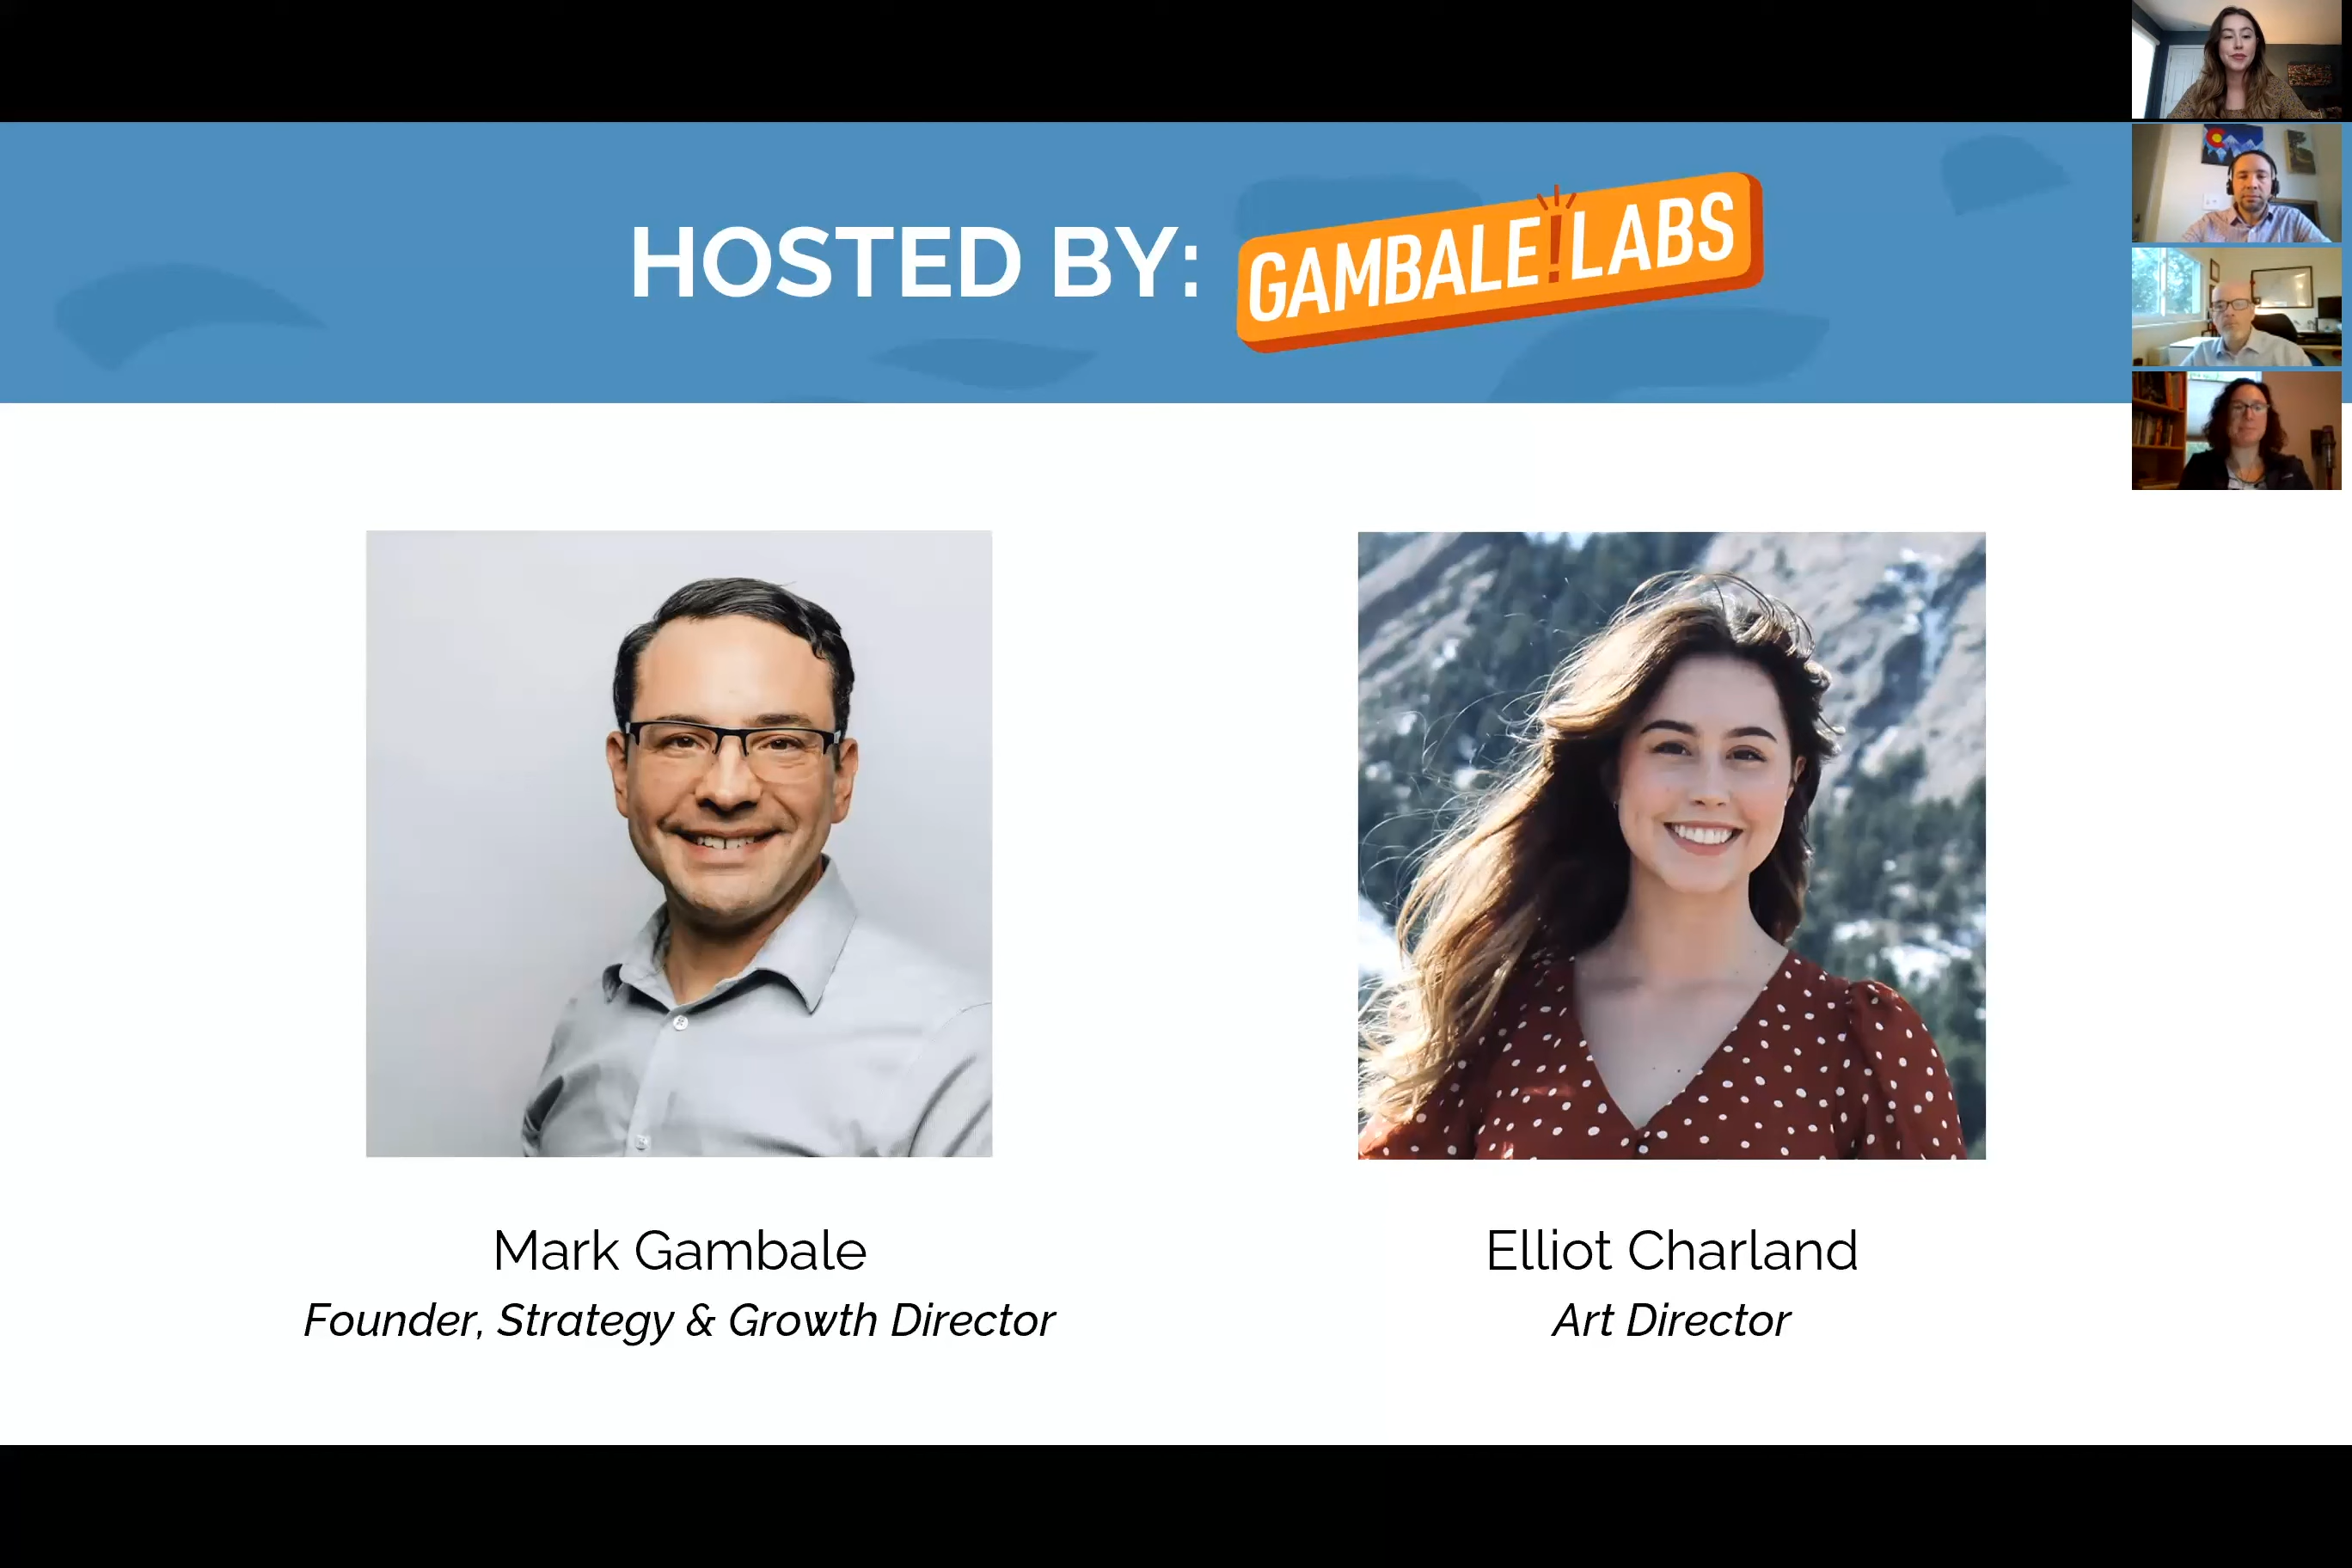 HOSTED BY: GAMBALE!LABS
Mark Gambale
Founder, Strategy & Growth Director
Elliot Charland
Art Director